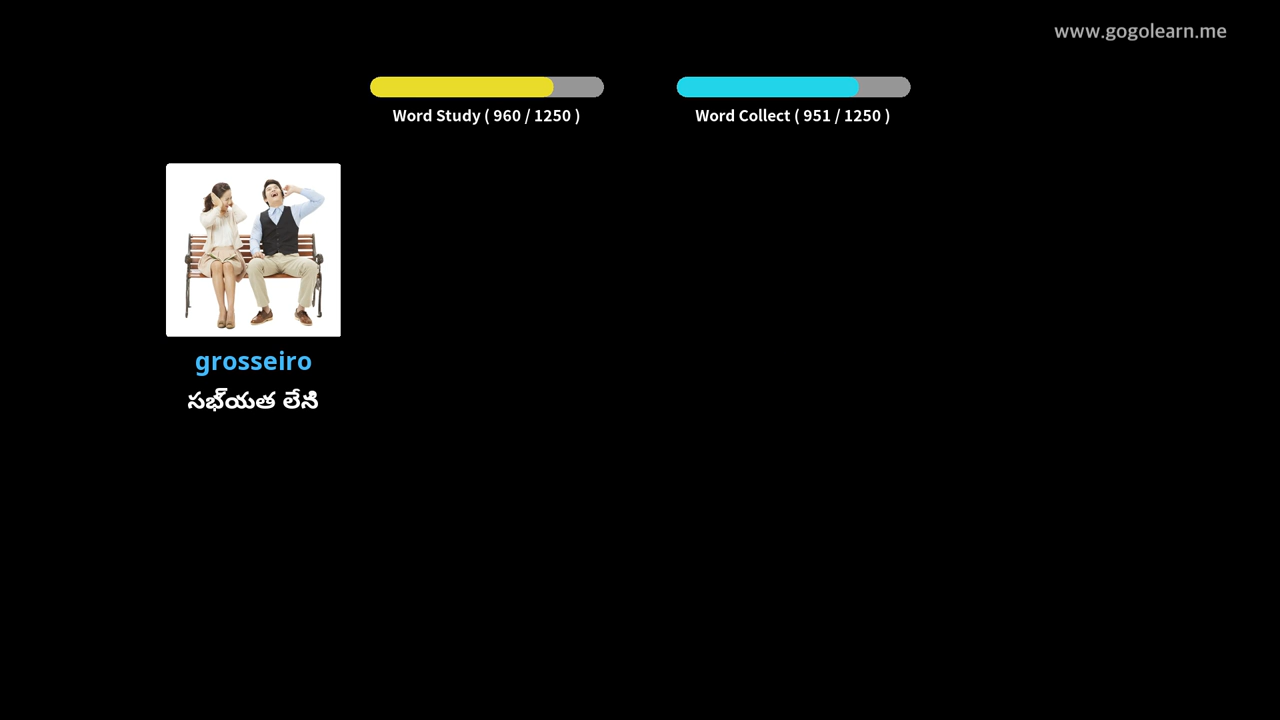 www.gogolearn.me
Word Study ( 960 / 1250 )
Word Collect ( 951 / 1250 )
grosseiro
సభ్యత లేని